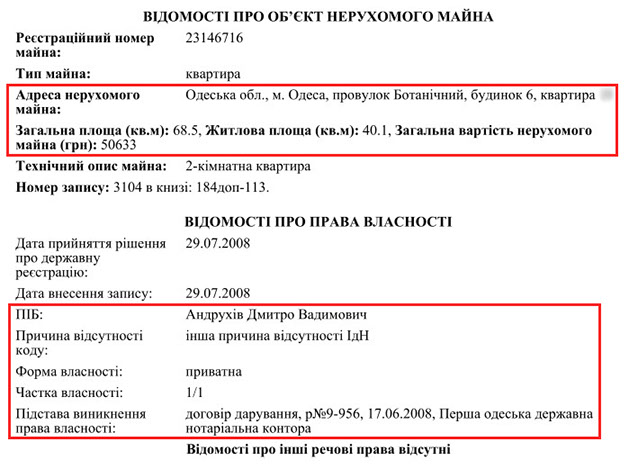 ВІДОМОСТІ ПРО ОБ’ЄКТ НЕРУХОМОГО МАЙНА
Реєстраційний номер майна: 23146716
Тип майна: квартира
Адреса нерухомого майна: Одеська обл., м. Одеса, провулок Ботанічний, будинок 6, квартира
Загальна площа (кв.м): 68.5, Житлова площа (кв.м): 40.1, Загальна вартість нерухомого
майна (грн): 50633
Технічний опис майна: 2-кімнатна квартира
Номер запису: 3104 в книзі: 184доп-113.
ВІДОМОСТІ ПРО ПРАВА ВЛАСНОСТІ
Дата прийняття рішення про державну реєстрацію: 29.07.2008
Дата внесення запису: 29.07.2008
ПІБ: Андрухів Дмитро Вадимович
Причина відсутності коду: інша причина відсутності ІдН
Форма власності: приватна
Частка власності: 1/1
Підстава виникнення права власності: договір дарування, р№9-956, 17.06.2008, Перша одеська державна
нотаріальна контора
Відомості про інші речові права відсутні